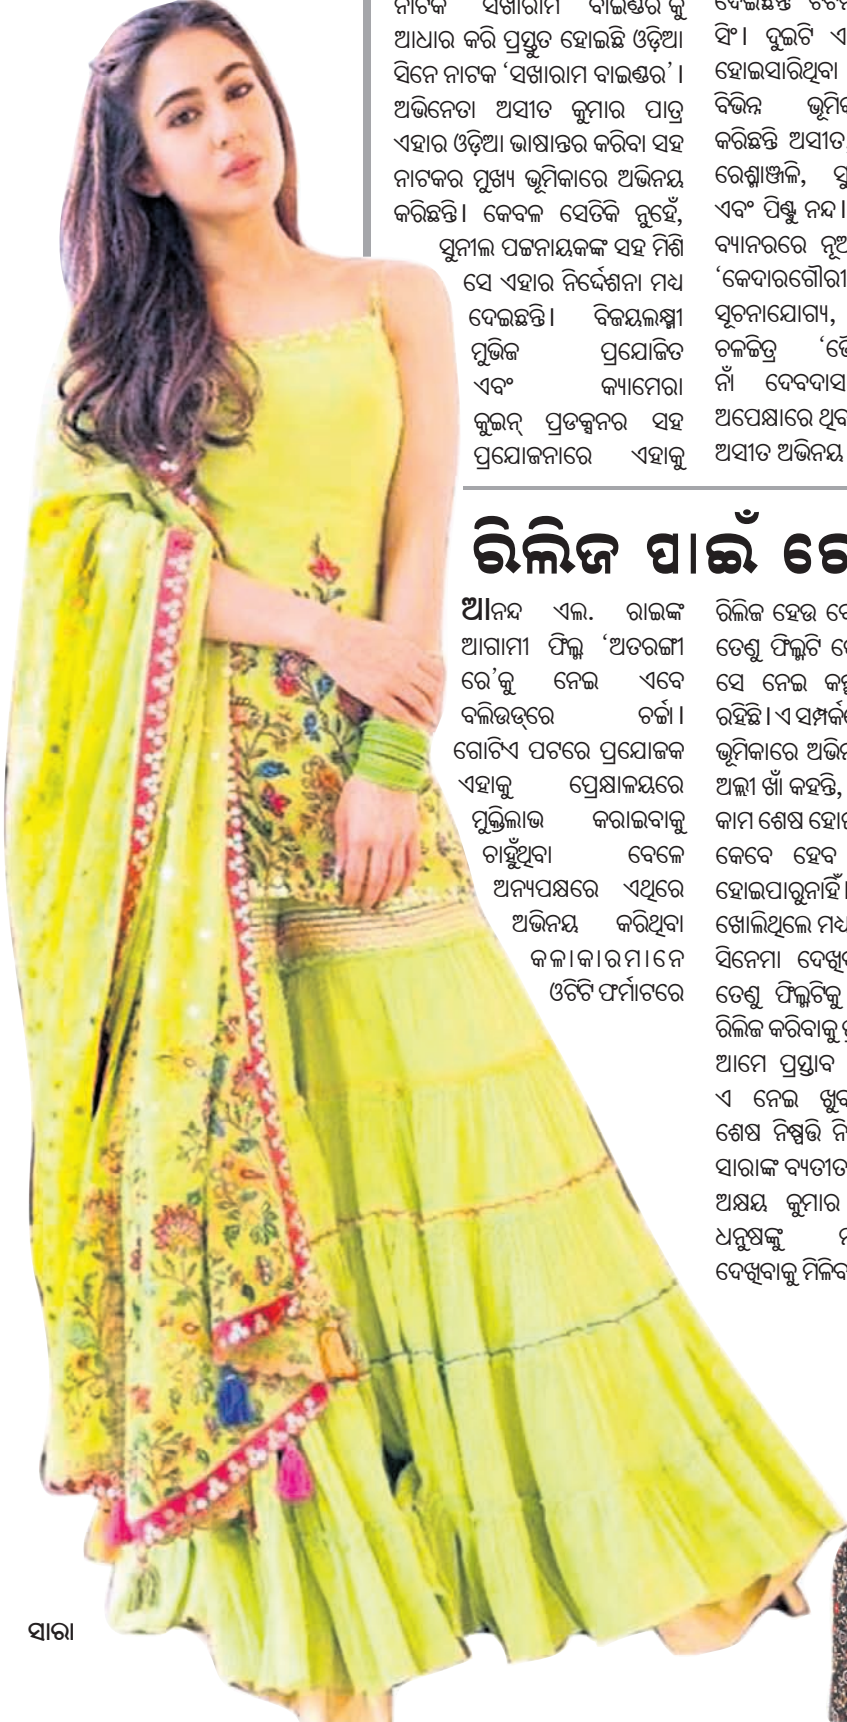 ନାଟକ 'ସଖାରାମ ବାଇଣ୍ଡର'କୁ
ଆଧାର କରି ପ୍ରସ୍ତୁତ ହୋଇଛି ଓଡ଼ିଆ
ସିନେ ନାଟକ 'ସଖାରାମ ବାଇଣ୍ଡର' ।
ଅଭିନେତା ଅସୀତ କୁମାର ପାତ୍ର
ଏହାର ଓଡ଼ିଆ ଭାଷାନ୍ତର କରିବା ସହ
ନାଟକର ମୁଖ୍ୟ ଭୂମିକାରେ ଅଭିନୟ
କରିଛନ୍ତି। କେବଳ ସେତିକି ନୁହେଁ,
ସୁନୀଲ ପଟ୍ଟନାୟକଙ୍କ ସହ ମିଶି
ସେ ଏହାର ନିର୍ଦ୍ଦେଶନା ମଧ୍ୟ
ଦେଇଛନ୍ତି। ବିଜୟଲକ୍ଷ୍ମୀ
ମୁଭିଜ ପ୍ରଯୋଜିତ
ଏବଂ କ୍ୟାମେରା
କୁଇନ୍ ପ୍ରଡକ୍ସନର ସହ
ପ୍ରଯୋଜନାରେ ଏହାକୁ
ସିଂ। ଦୁଇଟି
ହୋଇସାରିଥିବା
ବିଭିନ୍ନ
କରିଛନ୍ତି ଅସୀତ,
ରେଶ୍ମାଞ୍ଜଳି,
ଏବଂ ପିଣ୍ଟୁ ନନ୍ଦ।
ବ୍ୟାନରରେ
'କେଦାରଗୌରୀ
ସୂଚନାଯୋଗ୍ୟ,
ଚଳଚ୍ଚିତ୍ର
ନାଁ ଦେବଦାସ
ଅପେକ୍ଷାରେ
ଅସୀତ ଅଭିନୟ
ରିଲିଜ ପାଇଁ
ଆନନ୍ଦ ଏଲ. ରାଇଙ୍କ
ଆଗାମୀ ଫିଲ୍ମ 'ଅତରଙ୍ଗୀ
ରେ'କୁ ନେଇ ଏବେ
ବଲିଉଡ୍‌ରେ ଚର୍ଚ୍ଚା।
ଗୋଟିଏ ପଟରେ ପ୍ରଯୋଜକ
ଏହାକୁ ପ୍ରେକ୍ଷାଳୟରେ
ମୁକ୍ତିଲାଭ କରାଇବାକୁ
ଚାହୁଁଥିବା ବେଳେ
ଅନ୍ୟପକ୍ଷରେ ଏଥିରେ
ଅଭିନୟ କରିଥିବା
କଳାକାରମାନେ
ଓଟିଟି ଫର୍ମାଟରେ
ରିଲିଜ ହେଉ
ତେଣୁ ଫିଲ୍ମଟି
ସେ ନେଇ
ରହିଛି। ଏ
ଭୂମିକାରେ
ଅଲ୍ଲୀ ଖାଁ କହନ୍ତି,
କାମ ଶେଷ
କେବେ ହେବ
ହୋଇପାରୁନାହିଁ।
ଖୋଲିଥିଲେ
ସିନେମା
ତେଣୁ ଫିଲ୍ମଟିକୁ
ରିଲିଜ କରିବାକୁ
ଆମେ ପ୍ରସ୍ତାବ
ଏ ନେଇ
ଶେଷ ନିଷ୍ପତ୍ତି
ସାରାଙ୍କ ବ୍ୟତୀତ
ଅକ୍ଷୟ କୁମାର
ଧନୁଷଙ୍କୁ
ଦେଖିବାକୁ
ସାରା